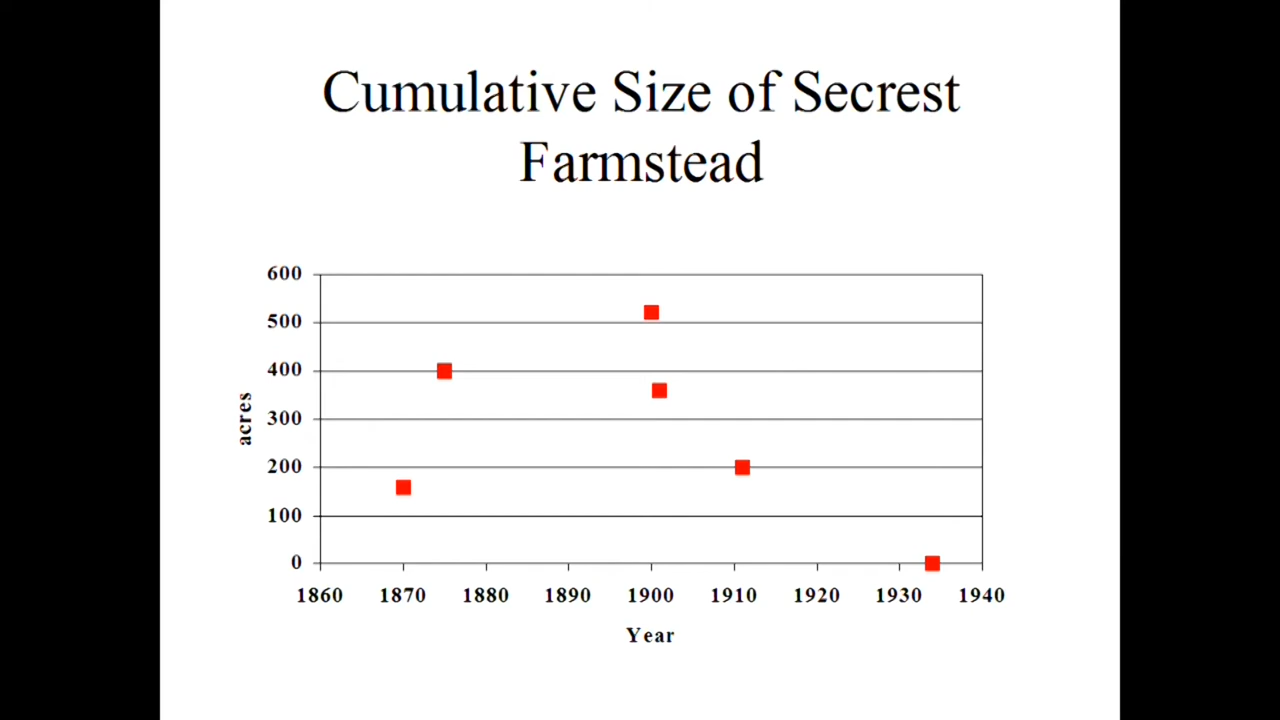 Cumulative Size of Secrest
Farmstead
600
500
400
300
200
100
0
acres
1860 1870 1880 1890 1900 1910 1920 1930 1940
Year